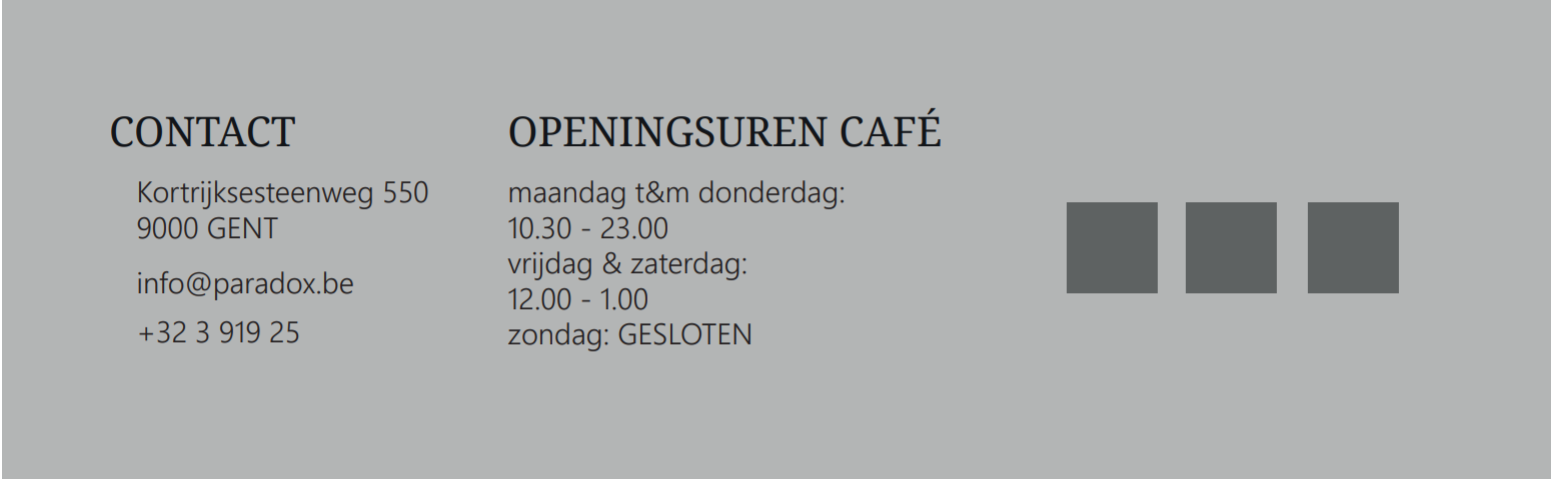 CONTACT
Kortrijksesteenweg 550
9000 GENT
info@paradox.be
+32 3 919 25
OPENINGSUREN CAFÉ
maandag t&m donderdag:
10.30 - 23.00
vrijdag & zaterdag:
12.00 - 1.00
zondag: GESLOTEN